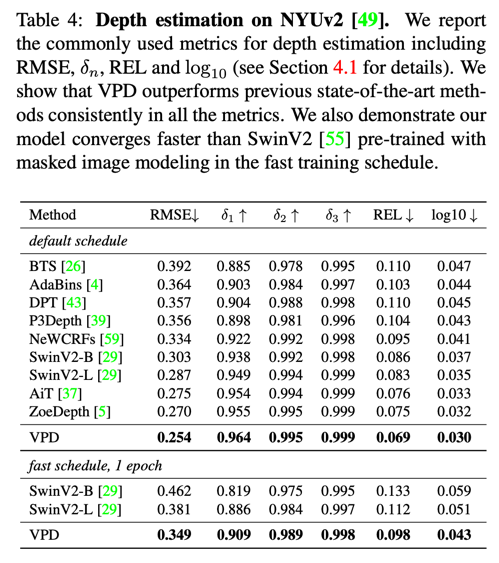 Table 4: Depth estimation on NYUv2 [49]. We report
the commonly used metrics for depth estimation including
RMSE, δn, REL and log10 (see Section 4.1 for details). We
show that VPD outperforms previous state-of-the-art meth-
ods consistently in all the metrics. We also demonstrate our
model converges faster than SwinV2 [55] pre-trained with
masked image modeling in the fast training schedule.
Method RMSE↓ δ1 ↑ δ2 ↑ δ3 ↑ REL ↓ log10 ↓
default schedule
BTS [26] 0.392 0.885 0.978 0.995 0.110 0.047
AdaBins [4] 0.364 0.903 0.984 0.997 0.103 0.044
DPT [43] 0.357 0.904 0.988 0.998 0.110 0.045
P3Depth [39] 0.356 0.898 0.981 0.996 0.104 0.043
NeWCRFs [59] 0.334 0.922 0.992 0.998 0.095 0.041
SwinV2-B [29] 0.303 0.938 0.992 0.998 0.086 0.037
SwinV2-L [29] 0.287 0.949 0.994 0.999 0.083 0.035
AiT [37] 0.275 0.954 0.994 0.999 0.076 0.033
ZoeDepth [5] 0.270 0.955 0.995 0.999 0.075 0.032
VPD 0.254 0.964 0.995 0.999 0.069 0.030
fast schedule, 1 epoch
SwinV2-B [29] 0.462 0.819 0.975 0.995 0.133 0.059
SwinV2-L [29] 0.381 0.886 0.984 0.997 0.112 0.051
VPD 0.349 0.909 0.989 0.998 0.098 0.043